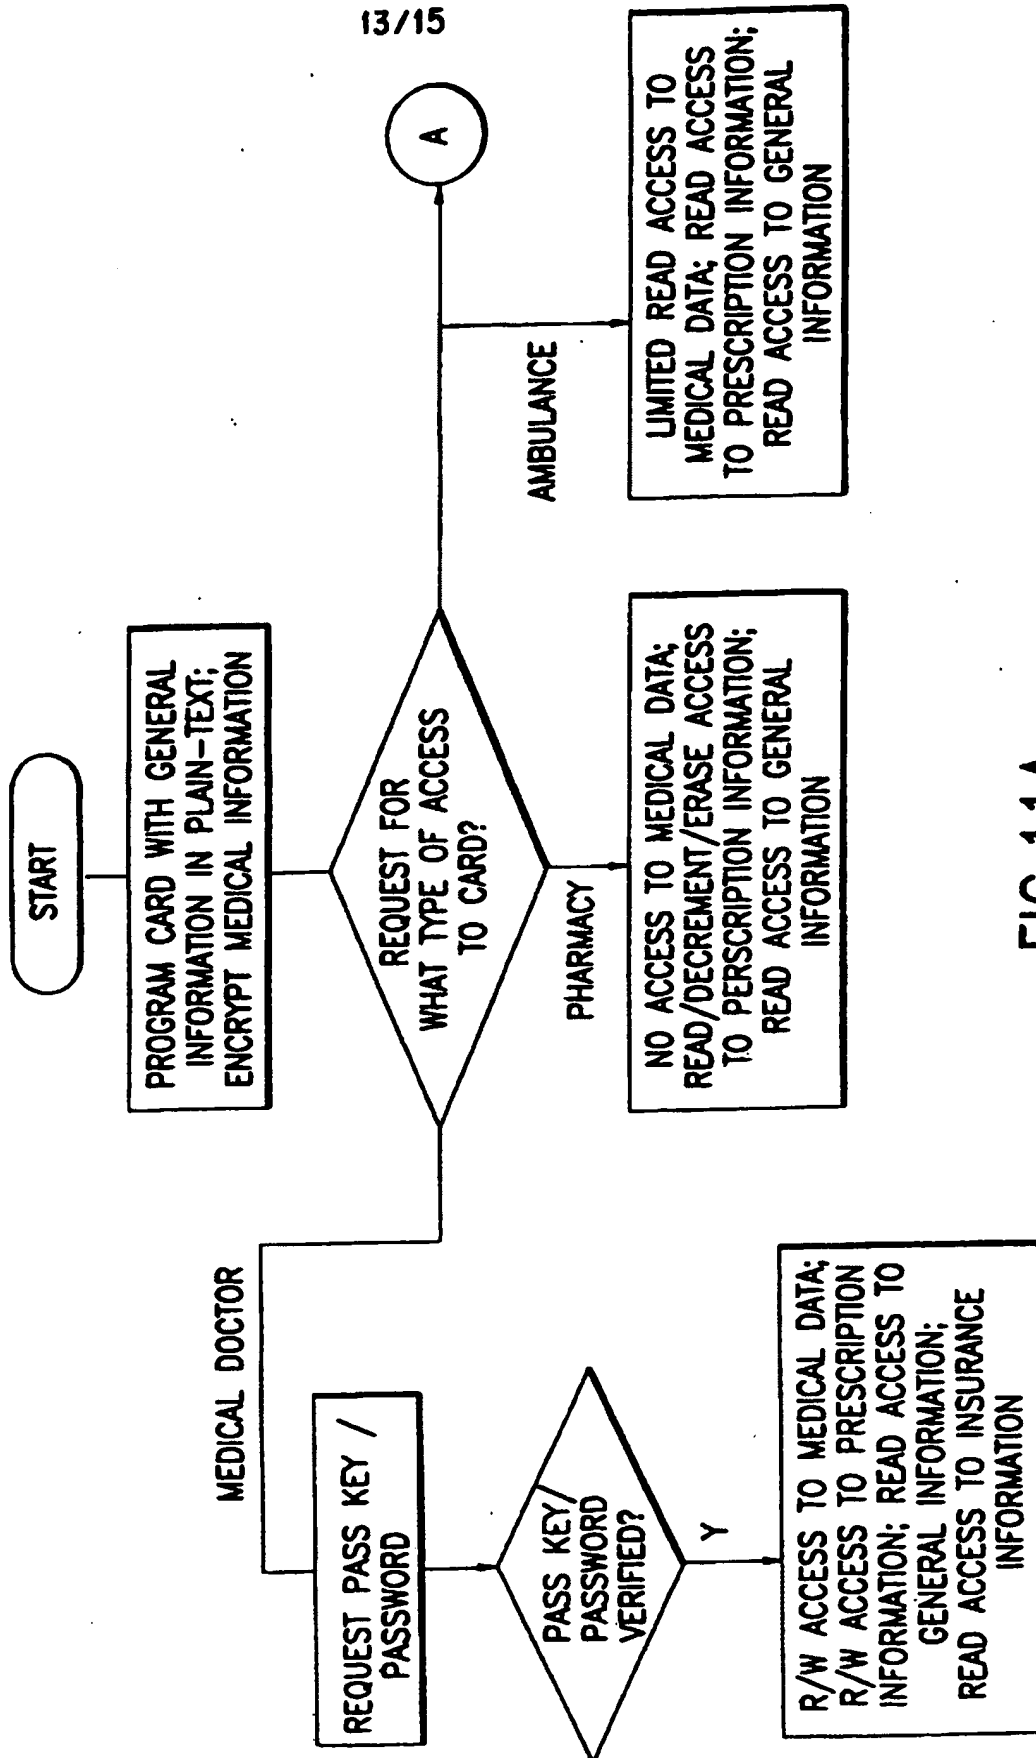 13/15
START
PROGRAM CARD WITH GENERAL
INFORMATION IN PLAIN-TEXT;
ENCRYPT MEDICAL INFORMATION
REQUEST FOR
WHAT TYPE OF ACCESS
TO CARD?
A
MEDICAL DOCTOR
REQUEST PASS KEY /
PASSWORD
PASS KEY/
PASSWORD
VERIFIED?
Y
R/W ACCESS TO MEDICAL DATA;
R/W ACCESS TO PRESCRIPTION
INFORMATION; READ ACCESS TO
GENERAL INFORMATION;
READ ACCESS TO INSURANCE
INFORMATION
PHARMACY
NO ACCESS TO MEDICAL DATA;
READ/DECREMENT/ERASE ACCESS
TO PERSCRIPTION INFORMATION;
READ ACCESS TO GENERAL
INFORMATION
AMBULANCE
LIMITED READ ACCESS TO
MEDICAL DATA; READ ACCESS
TO PRESCRIPTION INFORMATION;
READ ACCESS TO GENERAL
INFORMATION
FIG.11A